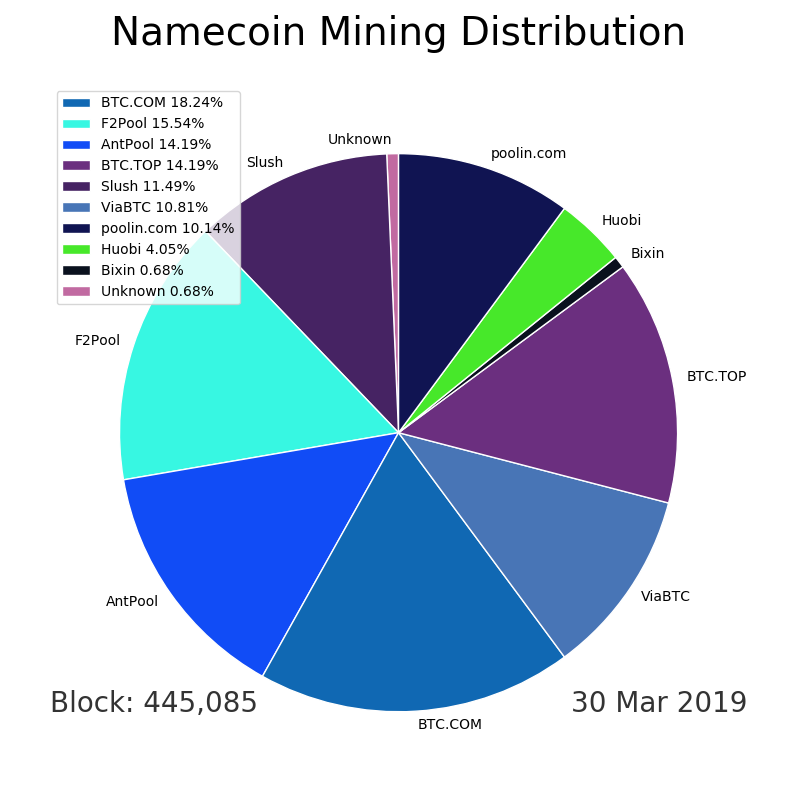 Namecoin Mining Distribution
BTC.COM 18.24%
F2Pool 15.54%
AntPool 14.19%
BTC.TOP 14.19%
Slush 11.49%
ViaBTC 10.81%
poolin.com 10.14%
Huobi 4.05%
Bixin 0.68%
Unknown 0.68%
Unknown
poolin.com
Slush
Huobi
Bixin
F2Pool
BTC.TOP
AntPool
ViaBTC
BTC.COM
Block: 445,085
30 Mar 2019